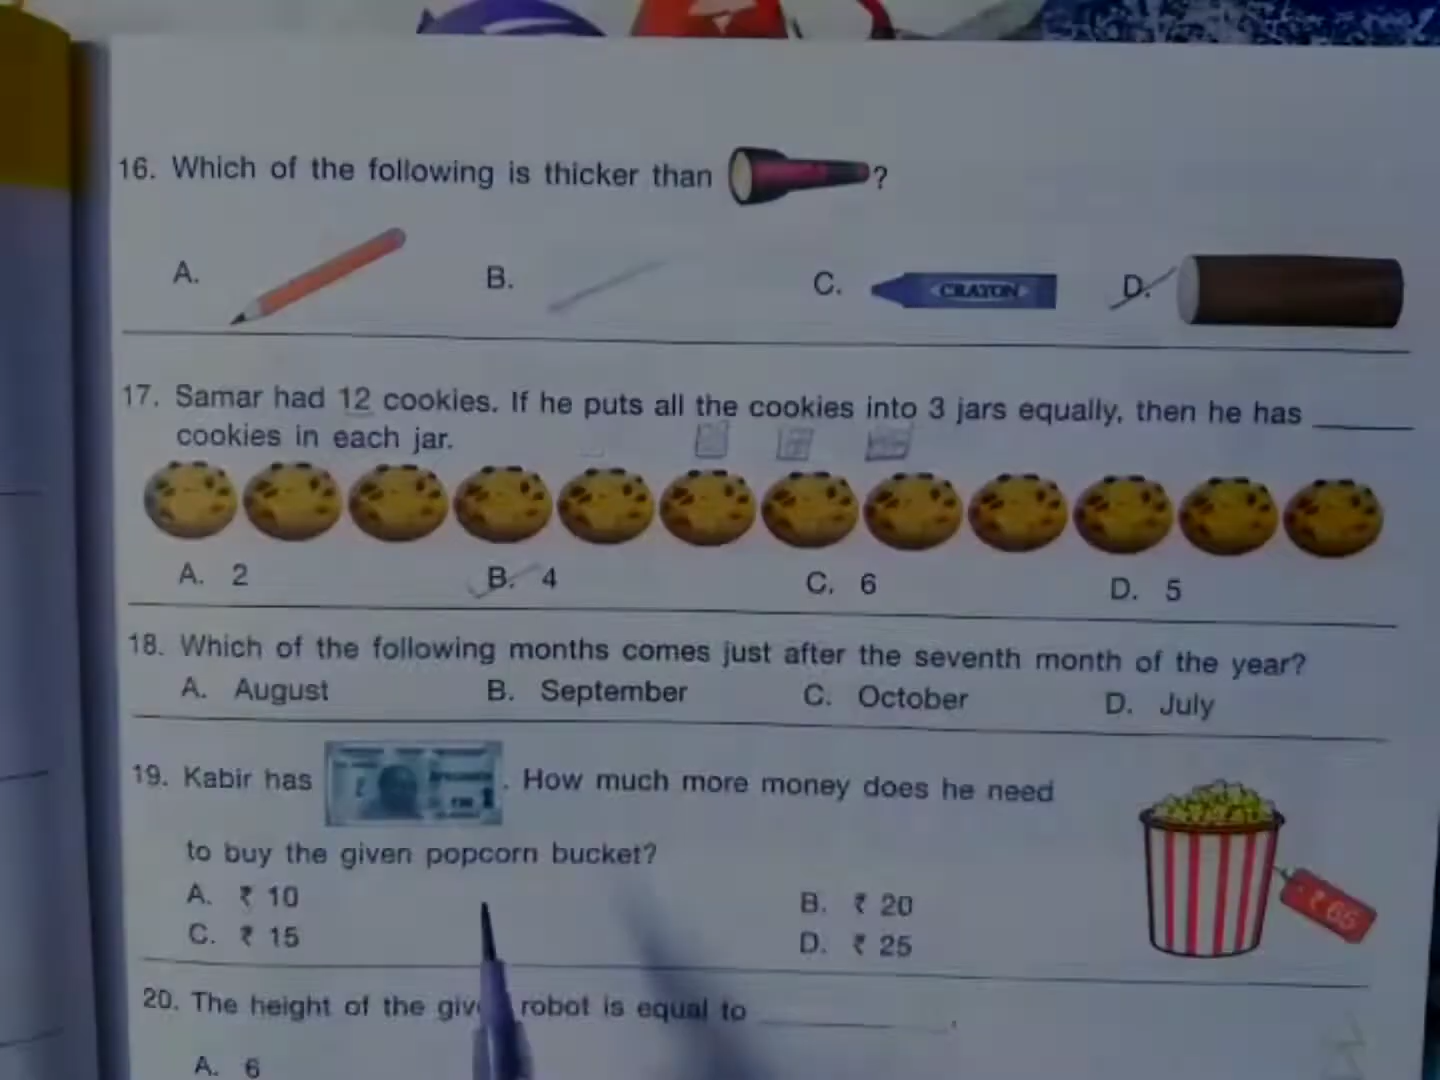 16. Which of the following is thicker than ?
A. B. C. CRAYON D.
17. Samar had 12 cookies. If he puts all the cookies into 3 jars equally, then he has ______
cookies in each jar.
A. 2 B. 4 C. 6 D. 5
18. Which of the following months comes just after the seventh month of the year?
A. August B. September C. October D. July
19. Kabir has . How much more money does he need
to buy the given popcorn bucket?
A. ₹ 10 B. ₹ 20
C. ₹ 15 D. ₹ 25
₹ 65
20. The height of the give robot is equal to ______.
A. 6